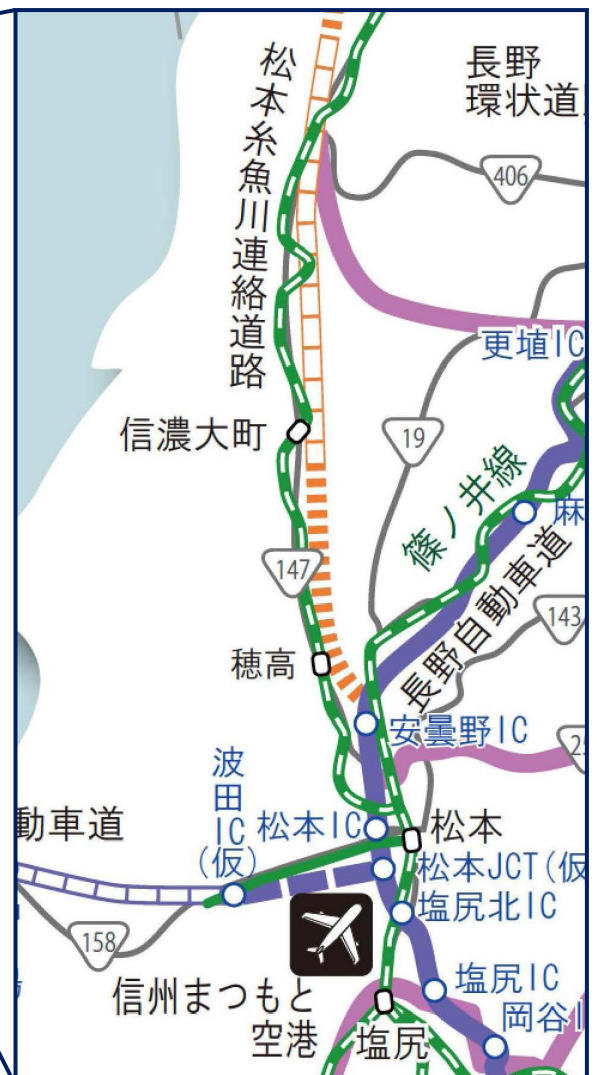 松本糸魚川連絡道路
長野
環状道
406
更埴IC
信濃大町
19
篠ノ井線
麻
147
長野自動車道
143
穂高
安曇野IC
波田IC(仮)
動車道
松本IC
松本
松本JCT(仮
塩尻北IC
158
信州まつもと
空港
塩尻IC
塩尻
岡谷I